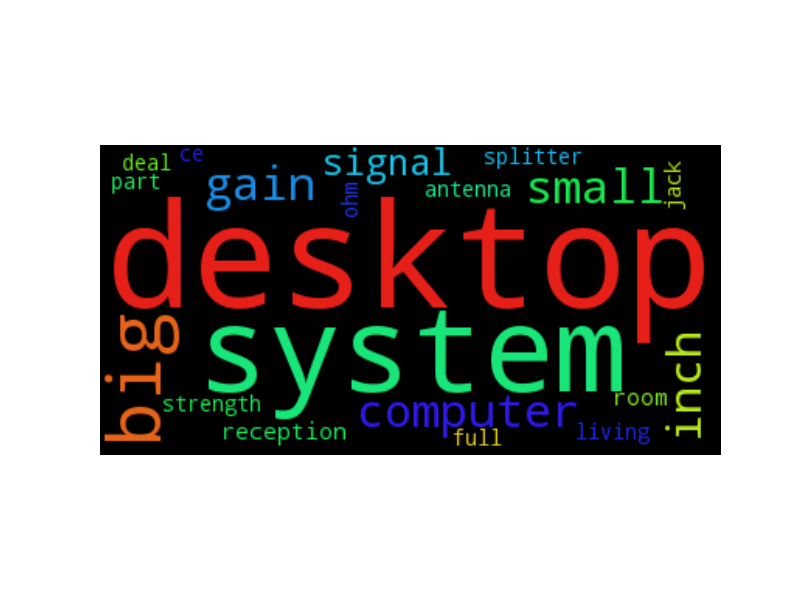 deal
ce
signal
splitter
part
gain
ohm
antenna
small
jack
desktop
big
system
inch
strength
computer
room
reception
full
living